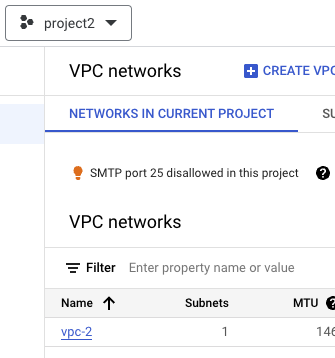 project2
VPC networks
CREATE VPC
NETWORKS IN CURRENT PROJECT
SMTP port 25 disallowed in this project
VPC networks
Filter Enter property name or value
Name Subnets MTU
vpc-2 1 146